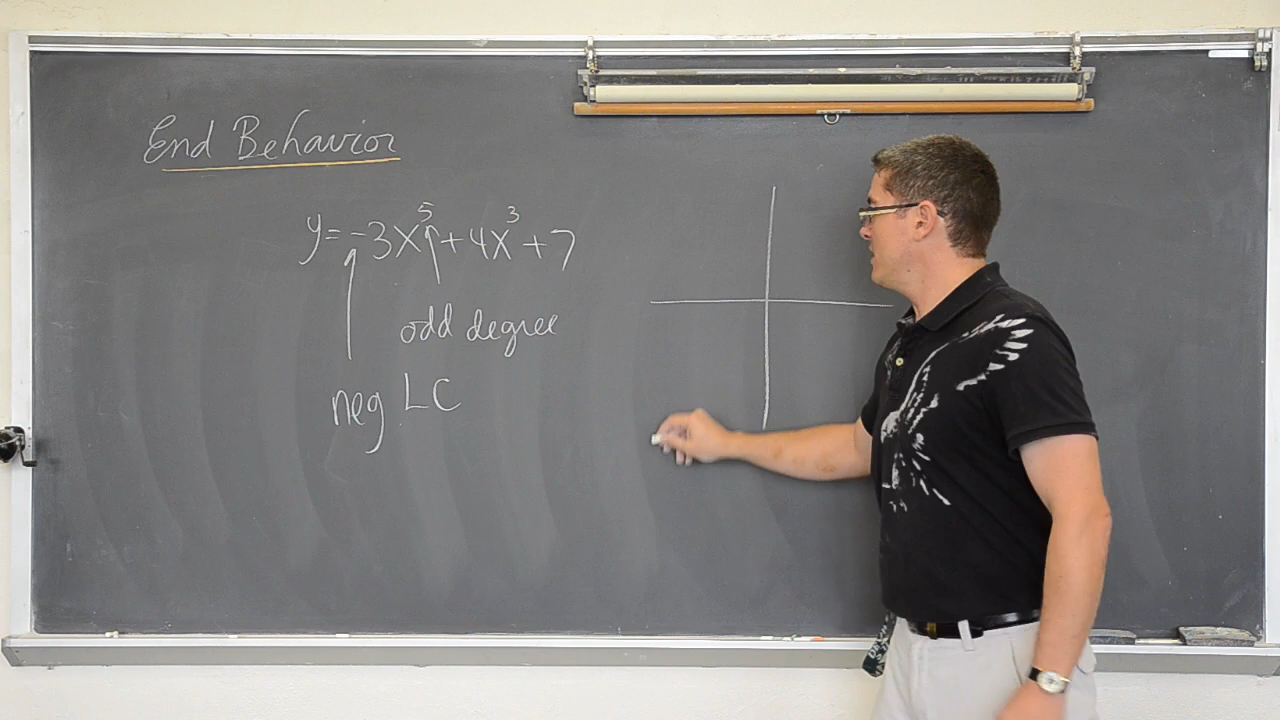 End Behavior
y=-3x⁵+4x³+7
odd degree
neg LC